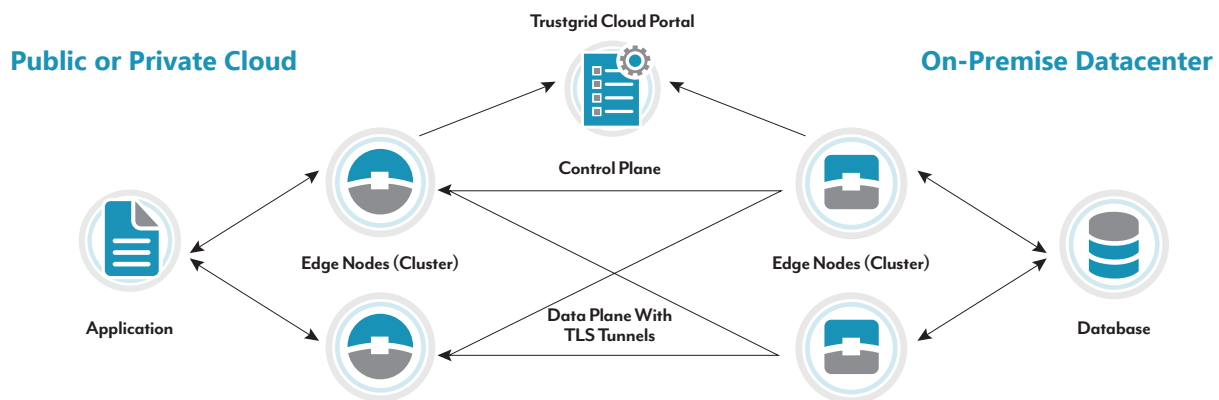 Trustgrid Cloud Portal
Public or Private Cloud
On-Premise Datacenter
Control Plane
Edge Nodes (Cluster)
Edge Nodes (Cluster)
Data Plane With
TLS Tunnels
Application
Database